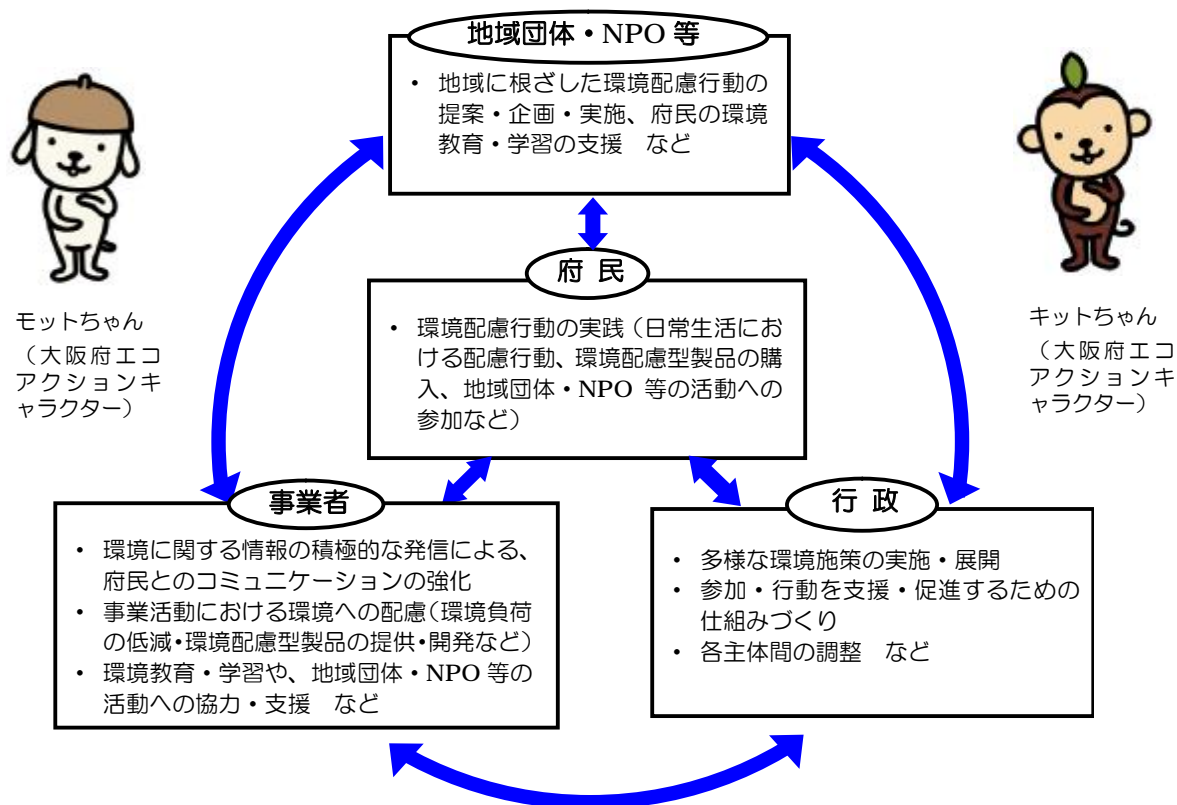 地域団体・NPO 等
・ 地域に根ざした環境配慮行動の
提案・企画・実施、府民の環境
教育・学習の支援　など
モットちゃん
（大阪府エコ
アクションキ
ャラクター）
キットちゃん
（大阪府エコ
アクションキ
ャラクター）
府 民
・ 環境配慮行動の実践（日常生活にお
ける配慮行動、環境配慮型製品の購
入、地域団体・NPO 等の活動への
参加など）
事業者
・ 環境に関する情報の積極的な発信による、
府民とのコミュニケーションの強化
・ 事業活動における環境への配慮（環境負荷
の低減・環境配慮型製品の提供・開発など）
・ 環境教育・学習や、地域団体・NPO 等の
活動への協力・支援　など
行 政
・ 多様な環境施策の実施・展開
・ 参加・行動を支援・促進するための
仕組みづくり
・ 各主体間の調整　など